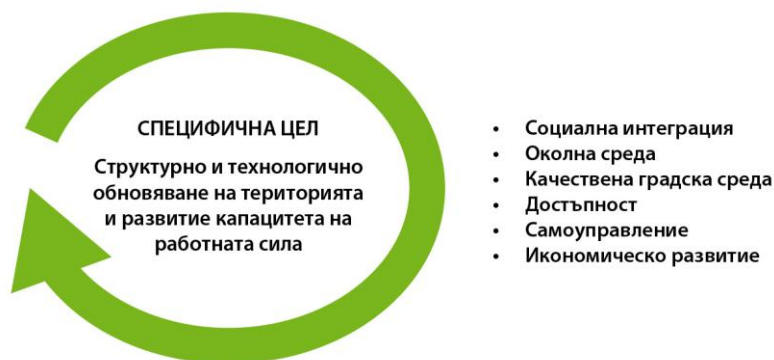 СПЕЦИФИЧНА ЦЕЛ
Структурно и технологично
обновяване на територията
и развитие капацитета на
работната сила
• Социална интеграция
• Околна среда
• Качествена градска среда
• Достъпност
• Самоуправление
• Икономическо развитие